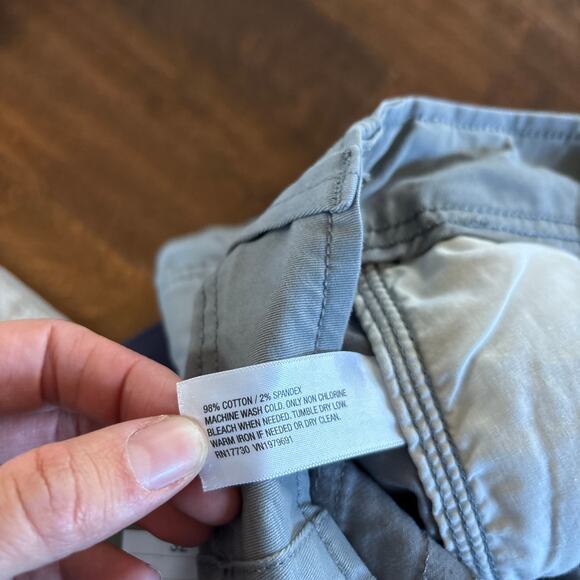 98% COTTON / 2% SPANDEX
MACHINE WASH COLD. ONLY NON CHLORINE
BLEACH WHEN NEEDED. TUMBLE DRY LOW.
WARM IRON IF NEEDED OR DRY CLEAN.
RN17730 VN1979691